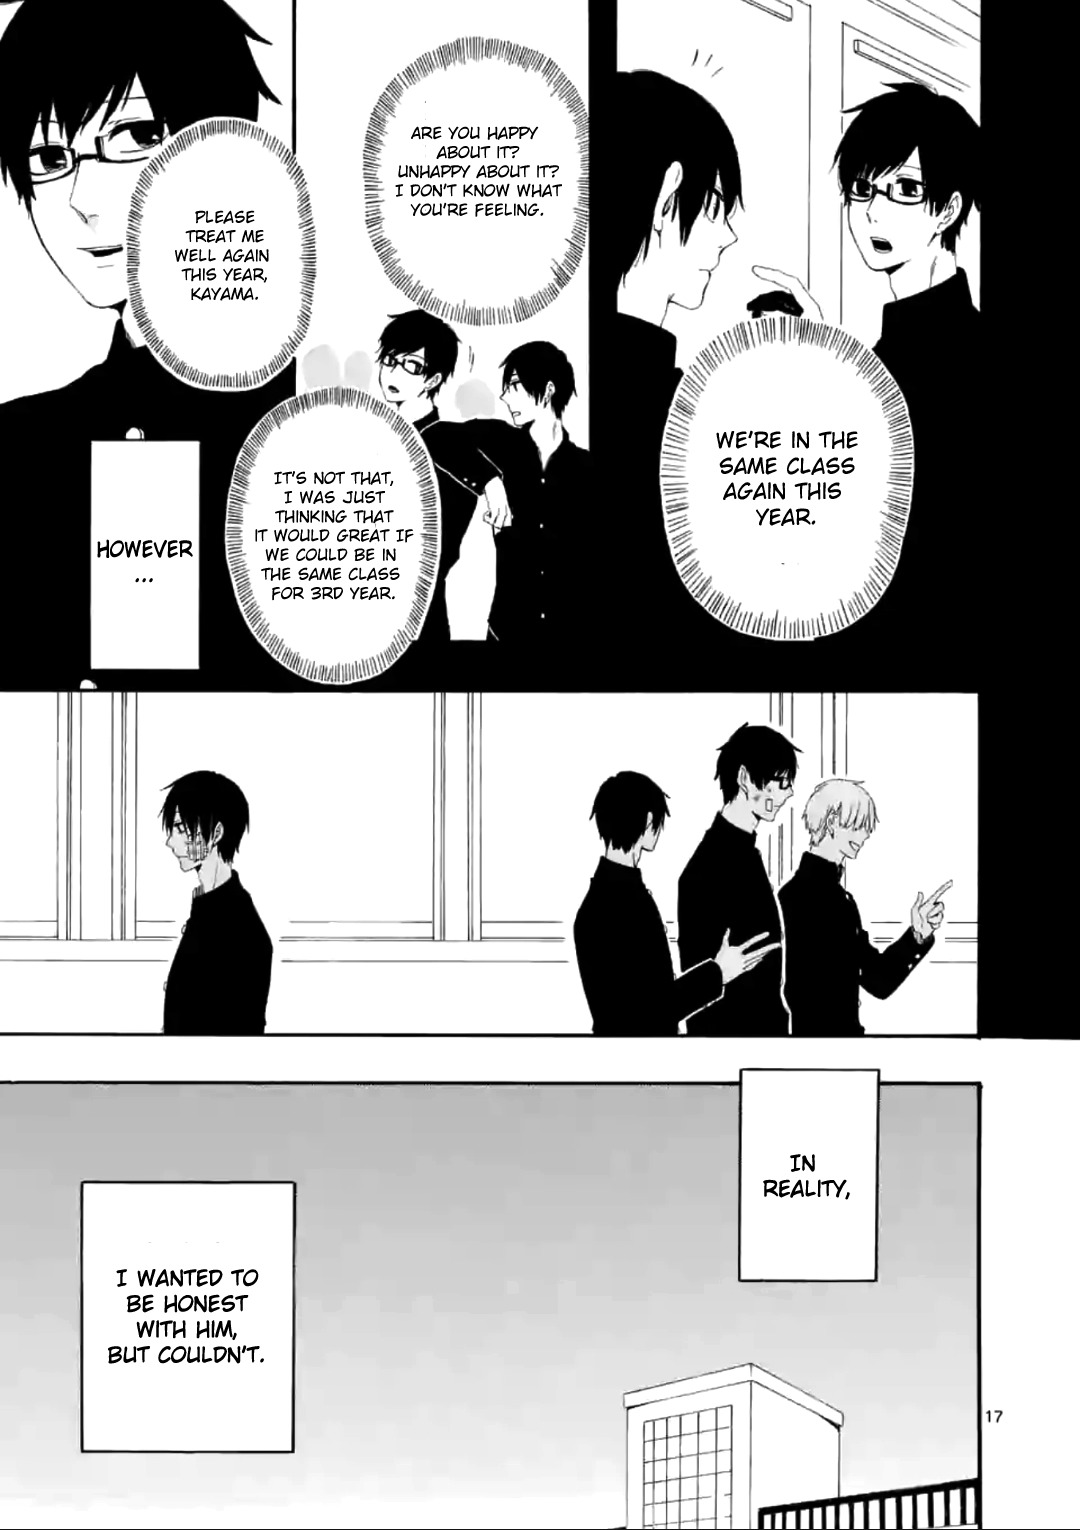 WE'RE IN THE
SAME CLASS
AGAIN THIS
YEAR.
ARE YOU HAPPY
ABOUT IT?
UNHAPPY ABOUT IT?
I DON'T KNOW WHAT
YOU'RE FEELING.
IT'S NOT THAT,
I WAS JUST
THINKING THAT
IT WOULD GREAT IF
WE COULD BE IN
THE SAME CLASS
FOR 3RD YEAR.
PLEASE
TREAT ME
WELL AGAIN
THIS YEAR,
KAYAMA.
HOWEVER
...
IN
REALITY,
I WANTED TO
BE HONEST
WITH HIM,
BUT COULDN'T.
17